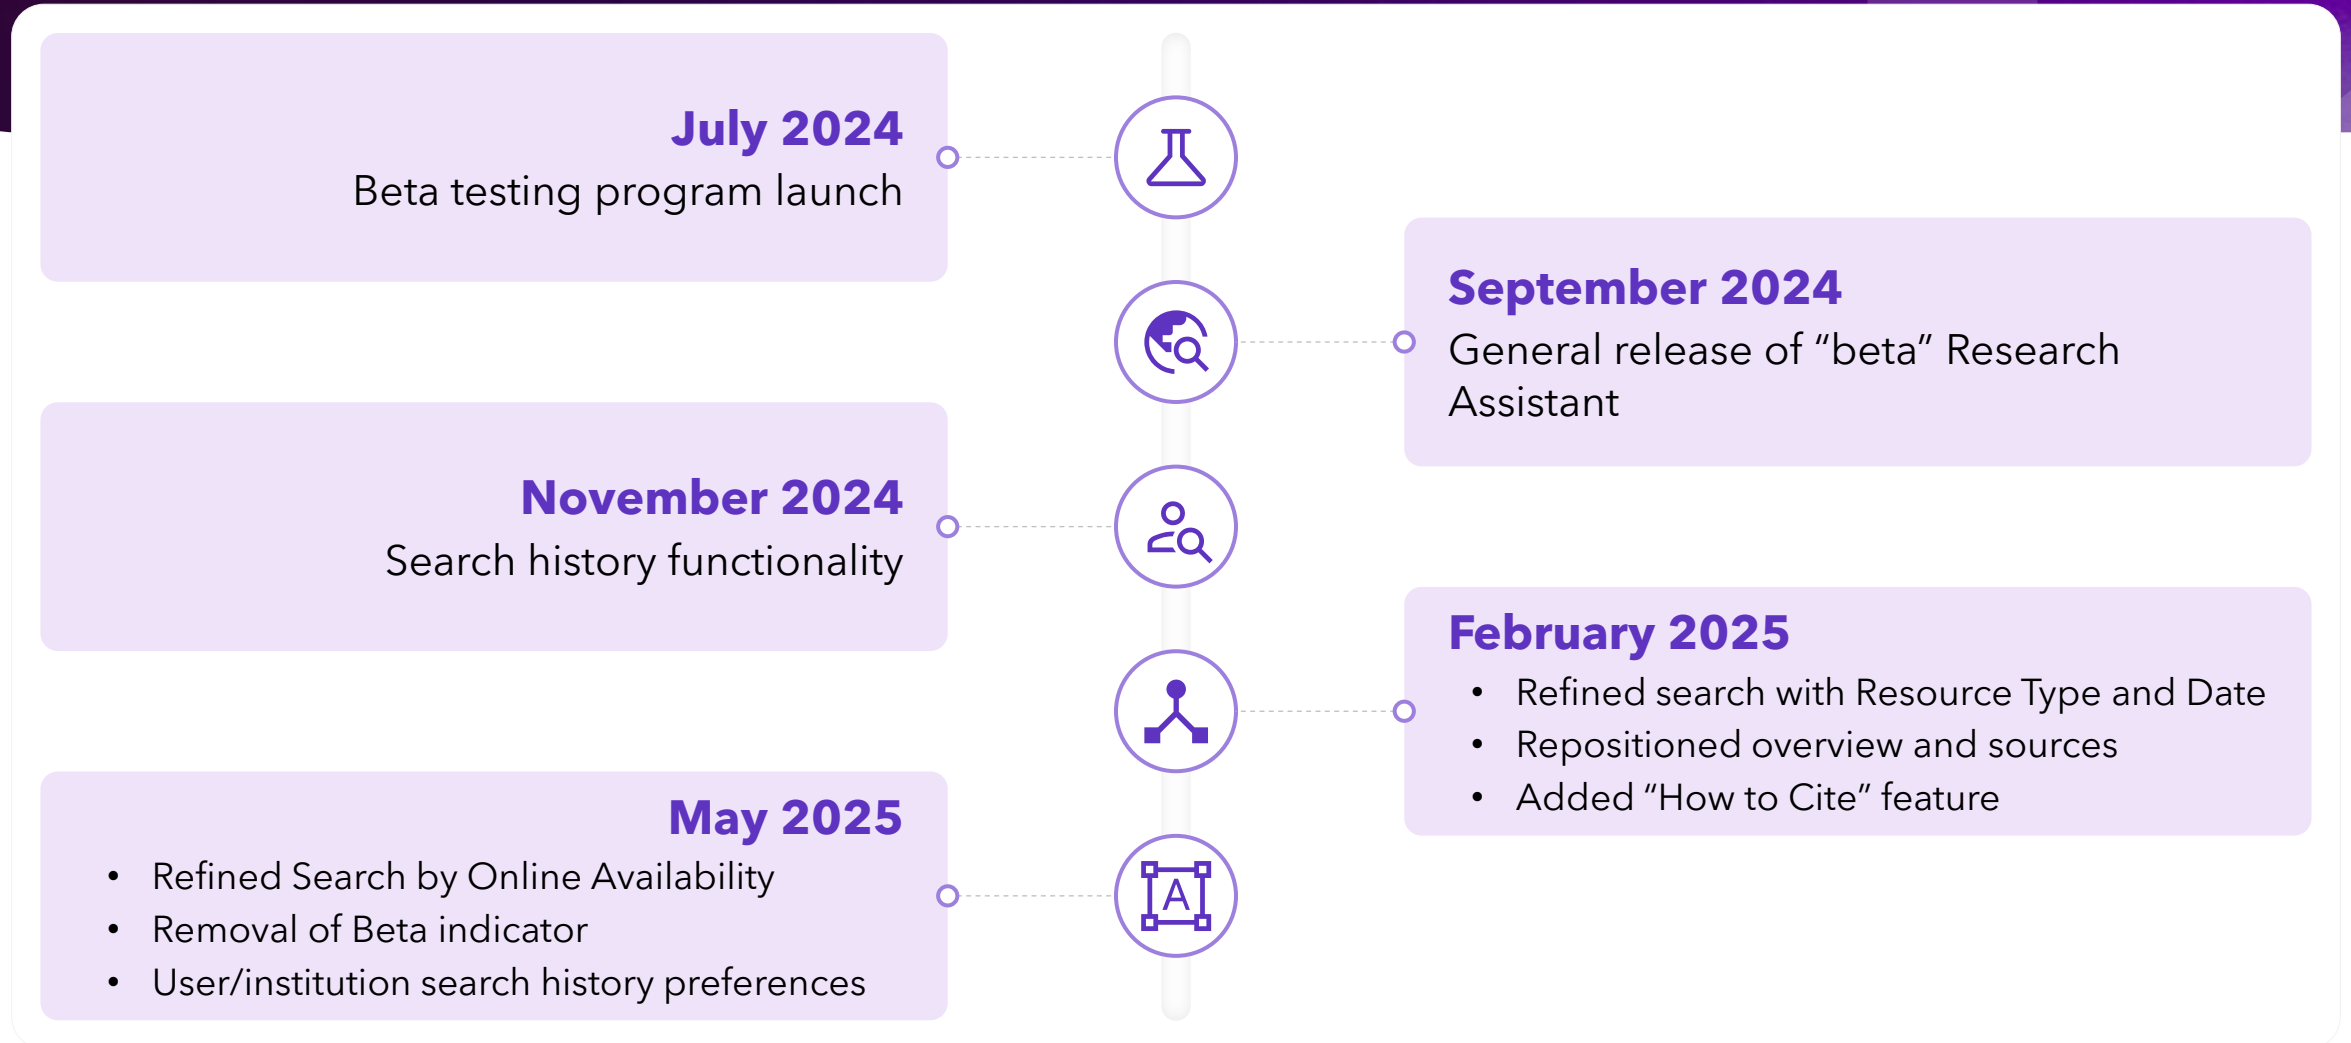 July 2024
Beta testing program launch
September 2024
General release of “beta” Research
Assistant
November 2024
Search history functionality
February 2025
• Refined search with Resource Type and Date
• Repositioned overview and sources
• Added “How to Cite” feature
May 2025
• Refined Search by Online Availability
• Removal of Beta indicator
• User/institution search history preferences
A